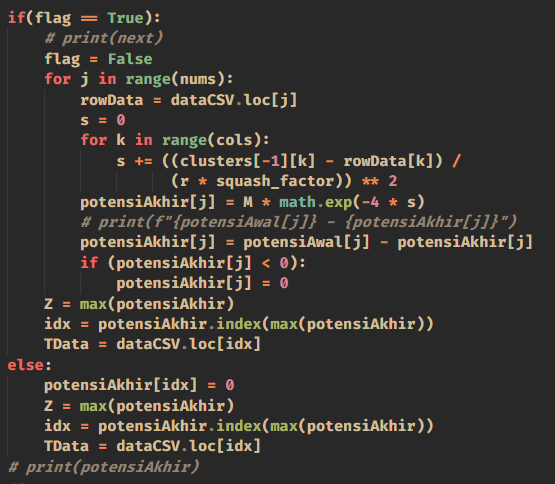 if(flag == True):
    # print(next)
    flag = False
    for j in range(nums):
        rowData = dataCSV.loc[j]
        s = 0
        for k in range(cols):
            s += ((clusters[-1][k] - rowData[k]) /
                  (r * squash_factor)) ** 2
        potensiAkhir[j] = M * math.exp(-4 * s)
        # print(f"{potensiAwal[j]} - {potensiAkhir[j]}")
        potensiAkhir[j] = potensiAwal[j] - potensiAkhir[j]
        if (potensiAkhir[j] < 0):
            potensiAkhir[j] = 0
    Z = max(potensiAkhir)
    idx = potensiAkhir.index(max(potensiAkhir))
    TData = dataCSV.loc[idx]
else:
    potensiAkhir[idx] = 0
    Z = max(potensiAkhir)
    idx = potensiAkhir.index(max(potensiAkhir))
    TData = dataCSV.loc[idx]
# print(potensiAkhir)